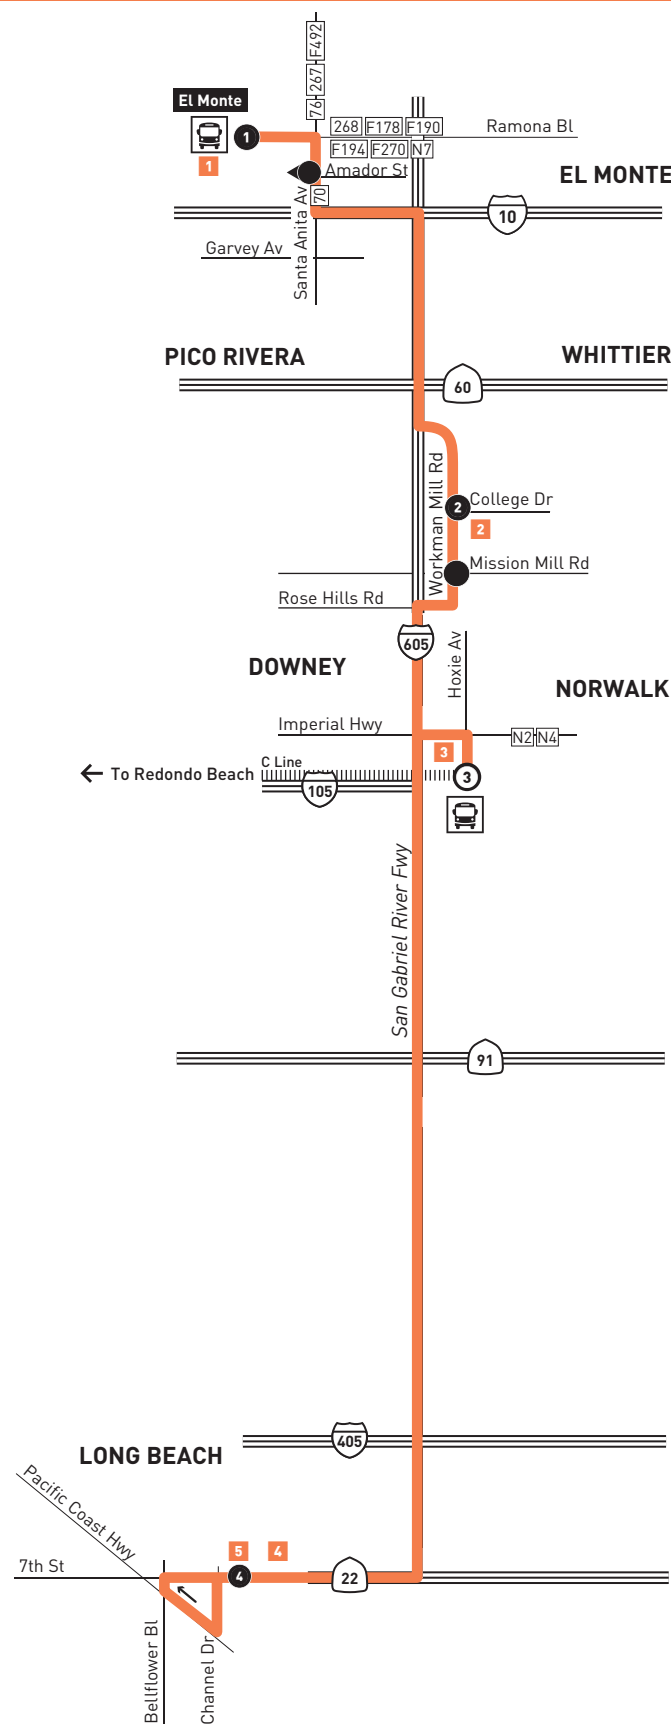 F492
267
76
El Monte
1
268 F178 F190
Ramona Bl
F194 F270 N7
1
Amador St
EL MONTE
70
Santa Anita Av
10
Garvey Av
PICO RIVERA
WHITTIER
60
Workman Mill Rd
2
College Dr
2
Mission Mill Rd
Rose Hills Rd
605
Hoxie Av
DOWNEY
NORWALK
Imperial Hwy
N2 N4
3
C Line
To Redondo Beach
3
105
San Gabriel River Fwy
91
405
LONG BEACH
Pacific Coast Hwy
5 4
7th St
4
22
Bellflower Bl
Channel Dr